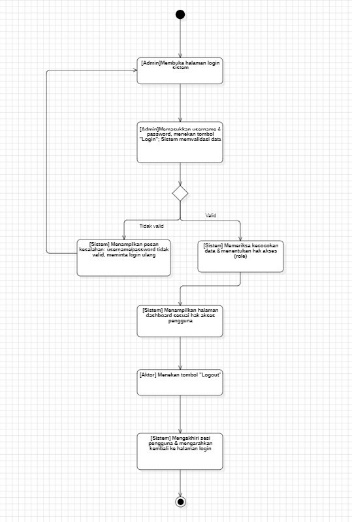 [Admin]Membuka halaman login
sistem
[Admin]Memasukkan username &
password, menekan tombol
"Login"; Sistem memvalidasi data
Tidak valid
Valid
[Sistem] Menampilkan pesan
kesalahan: username/password tidak
valid, meminta login ulang
[Sistem] Memeriksa kecocokan
data & menentukan hak akses
(role)
[Sistem] Menampilkan halaman
dashboard sesuai hak akses
pengguna
[Aktor] Menekan tombol "Logout"
[Sistem] Mengakhiri sesi
pengguna & mengarahkan
kembali ke halaman login